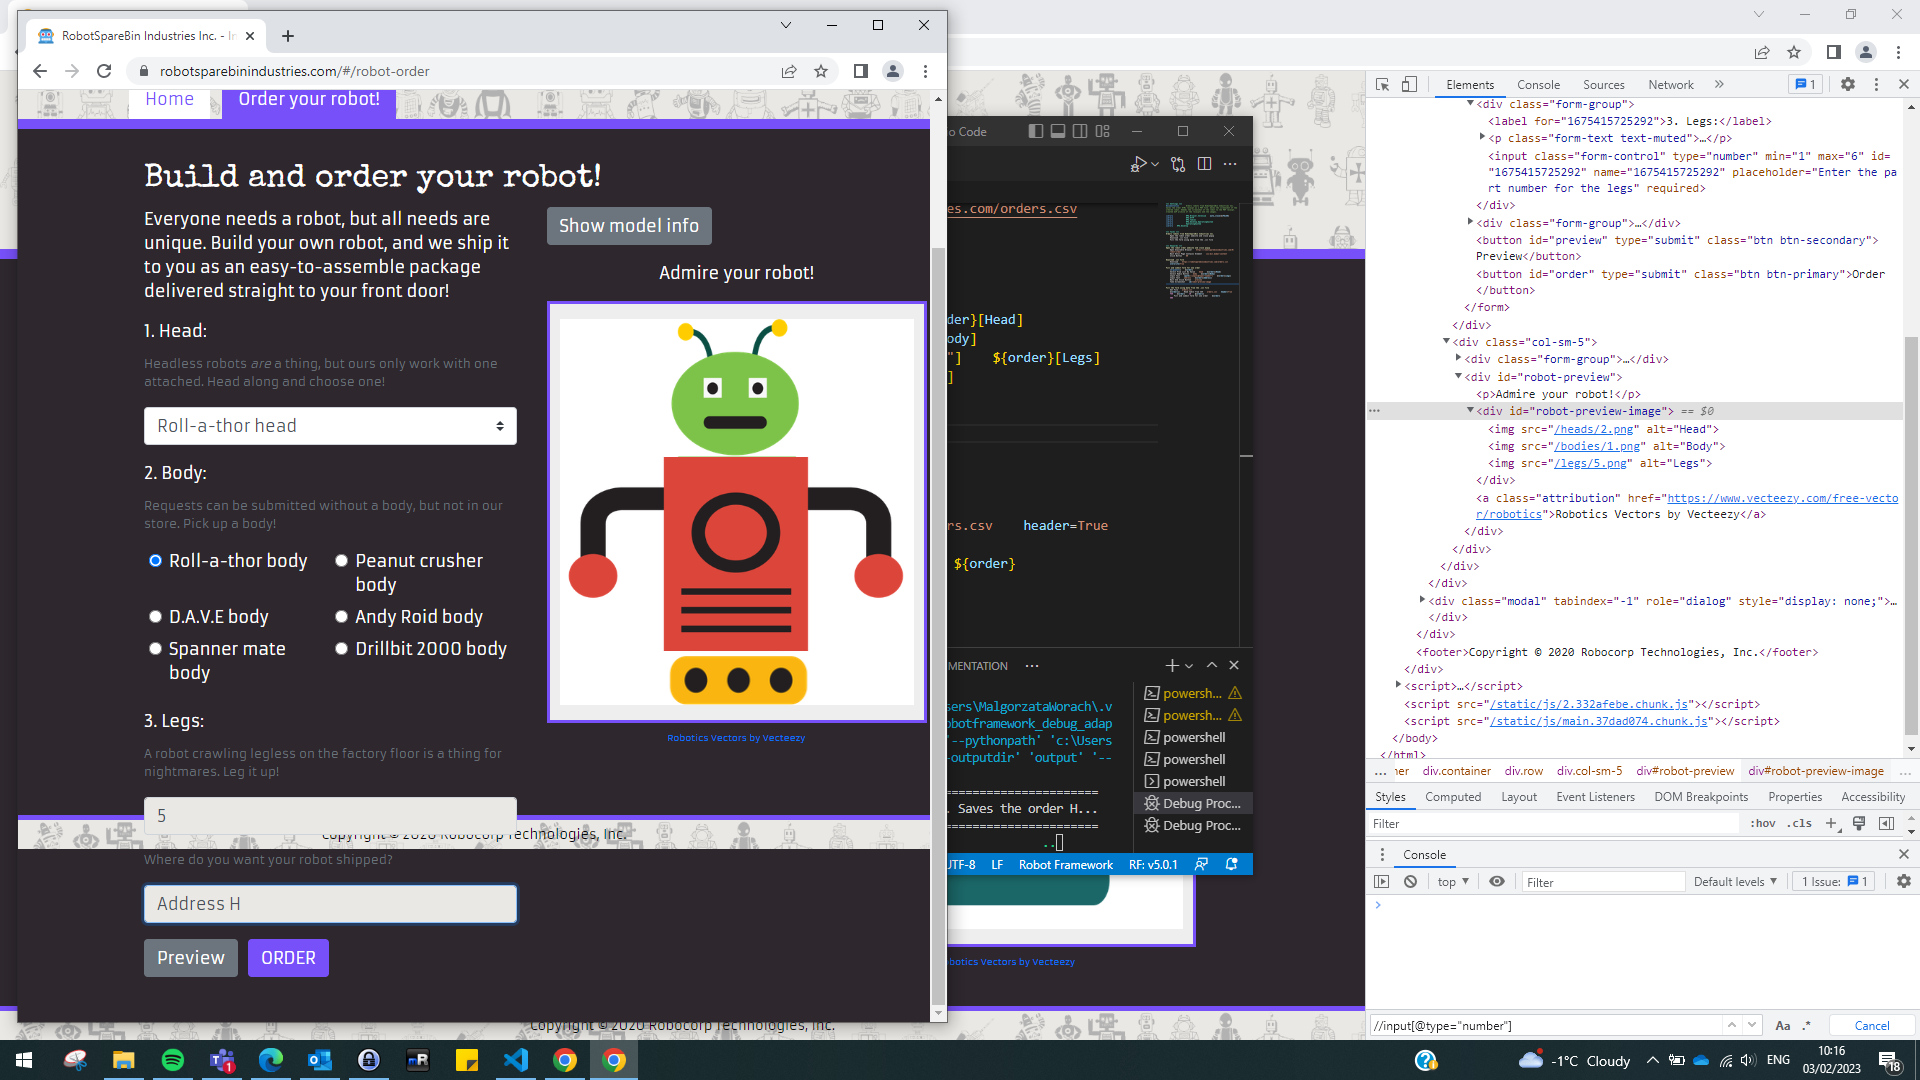 RobotSpareBin Industries Inc. - In
robotsparebinindustries.com/#/robot-order
Home
Order your robot!
Build and order your robot!
Everyone needs a robot, but all needs are
unique. Build your own robot, and we ship it
to you as an easy-to-assemble package
delivered straight to your front door!
1. Head:
Headless robots are a thing, but ours only work with one
attached. Head along and choose one!
Roll-a-thor head
2. Body:
Requests can be submitted without a body, but not in our
store. Pick up a body!
Roll-a-thor body
Peanut crusher
body
D.A.V.E body
Andy Roid body
Spanner mate
body
Drillbit 2000 body
3. Legs:
A robot crawling legless on the factory floor is a thing for
nightmares. Leg it up!
5
Copyright © 2020 Robocorp Technologies, Inc.
Where do you want your robot shipped?
Address H
Preview
ORDER
Show model info
Admire your robot!
Robotics Vectors by Vecteezy
o Code
es.com/orders.csv
der}[Head]
ody]
"]    ${order}[Legs]
]
rs.csv    header=True
${order}
MENTATION
sers\MalgorzataWorach\.v
obotframework_debug_adap
'--pythonpath' 'c:\Users
-outputdir' 'output' '--
======================
. Saves the order H...
======================
..
powersh...
powersh...
powershell
powershell
powershell
Debug Proc...
Debug Proc...
UTF-8
LF
Robot Framework
RF: v5.0.1
obotics Vectors by Vecteezy
Copyright © 2020 Robocorp Technologies, Inc.
Elements
Console
Sources
Network
1
<div class="form-group">
<label for="1675415725292">3. Legs:</label>
<p class="form-text text-muted">…</p>
<input class="form-control" type="number" min="1" max="6" id=
"1675415725292" name="1675415725292" placeholder="Enter the pa
rt number for the legs" required>
</div>
<div class="form-group">…</div>
<button id="preview" type="submit" class="btn btn-secondary">
Preview</button>
<button id="order" type="submit" class="btn btn-primary">Order
</button>
</form>
</div>
<div class="col-sm-5">
<div class="form-group">…</div>
<div id="robot-preview">
<p>Admire your robot!</p>
<div id="robot-preview-image"> == $0
<img src="/heads/2.png" alt="Head">
<img src="/bodies/1.png" alt="Body">
<img src="/legs/5.png" alt="Legs">
</div>
<a class="attribution" href="https://www.vecteezy.com/free-vecto
r/robotics">Robotics Vectors by Vecteezy</a>
</div>
</div>
</div>
</div>
<div class="modal" tabindex="-1" role="dialog" style="display: none;">…
</div>
</div>
<footer>Copyright © 2020 Robocorp Technologies, Inc.</footer>
</div>
<script>…</script>
<script src="/static/js/2.332afebe.chunk.js"></script>
<script src="/static/js/main.37dad074.chunk.js"></script>
</body>
</html>
... ner div.container div.row div.col-sm-5 div#robot-preview div#robot-preview-image ...
Styles
Computed
Layout
Event Listeners
DOM Breakpoints
Properties
Accessibility
Filter
:hov
.cls
Console
top
Filter
Default levels
1 Issue:
1
//input[@type="number"]
Aa
.*
Cancel
1
-1°C Cloudy
ENG
10:16
03/02/2023
18